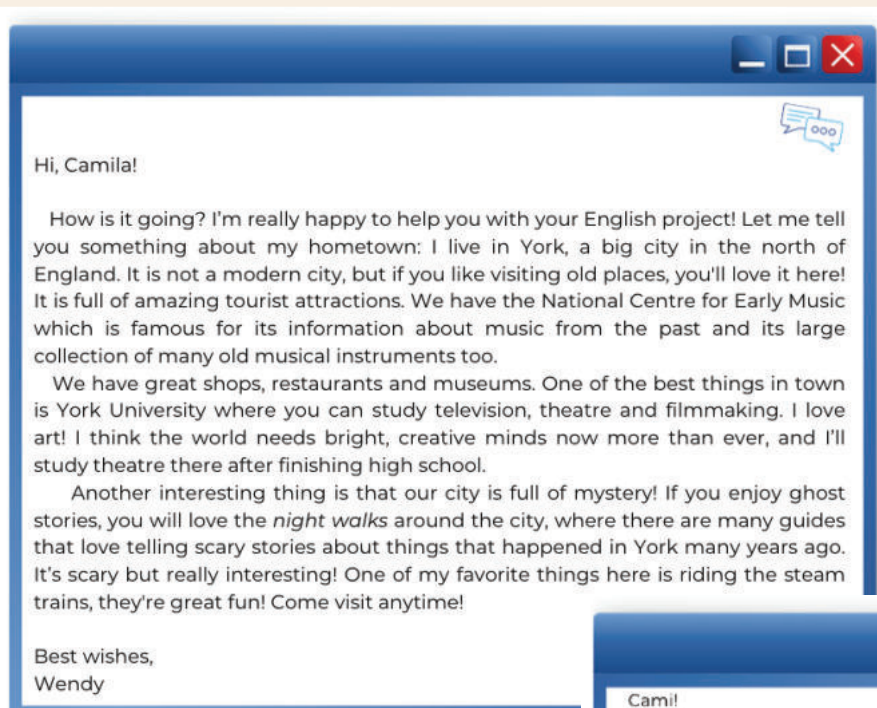 Hi, Camila!
How is it going? I'm really happy to help you with your English project! Let me tell
you something about my hometown: I live in York, a big city in the north of
England. It is not a modern city, but if you like visiting old places, you'll love it here!
It is full of amazing tourist attractions. We have the National Centre for Early Music
which is famous for its information about music from the past and its large
collection of many old musical instruments too.
We have great shops, restaurants and museums. One of the best things in town
is York University where you can study television, theatre and filmmaking. I love
art! I think the world needs bright, creative minds now more than ever, and I'll
study theatre there after finishing high school.
Another interesting thing is that our city is full of mystery! If you enjoy ghost
stories, you will love the night walks around the city, where there are many guides
that love telling scary stories about things that happened in York many years ago.
It's scary but really interesting! One of my favorite things here is riding the steam
trains, they're great fun! Come visit anytime!
Best wishes,
Wendy
Cami!